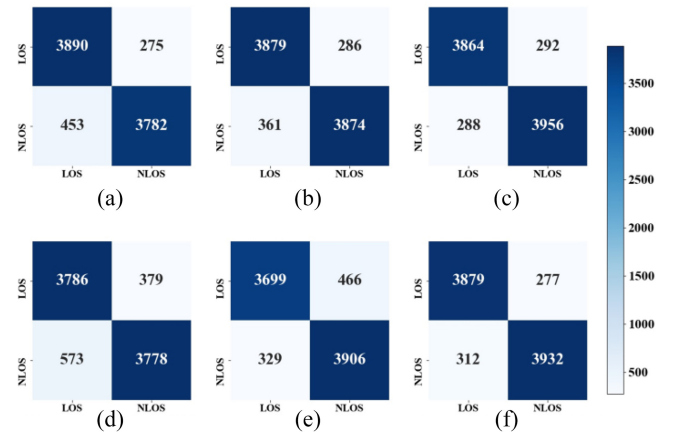 LOS
3890 275
NLOS
453 3782
LOS NLOS
(a)
LOS
3879 286
NLOS
361 3874
LOS NLOS
(b)
LOS
3864 292
NLOS
288 3956
LOS NLOS
(c)
3500
3000
2500
2000
1500
1000
500
LOS
3786 379
NLOS
573 3778
LOS NLOS
(d)
LOS
3699 466
NLOS
329 3906
LOS NLOS
(e)
LOS
3879 277
NLOS
312 3932
LOS NLOS
(f)